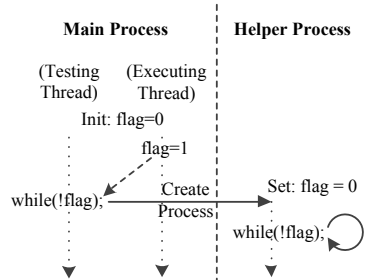 Main Process
Helper Process
(Testing
Thread)
(Executing
Thread)
Init: flag=0
flag=1
while(!flag);
Create
Process
Set: flag = 0
while(!flag);